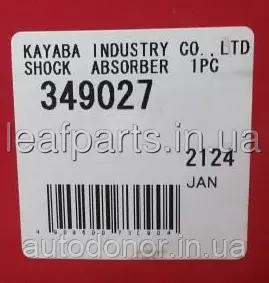 KAYABA INDUSTRY CO.,LTD
SHOCK ABSORBER 1PC
349027
leafparts.in.ua
2124
JAN
autodonor.in.ua